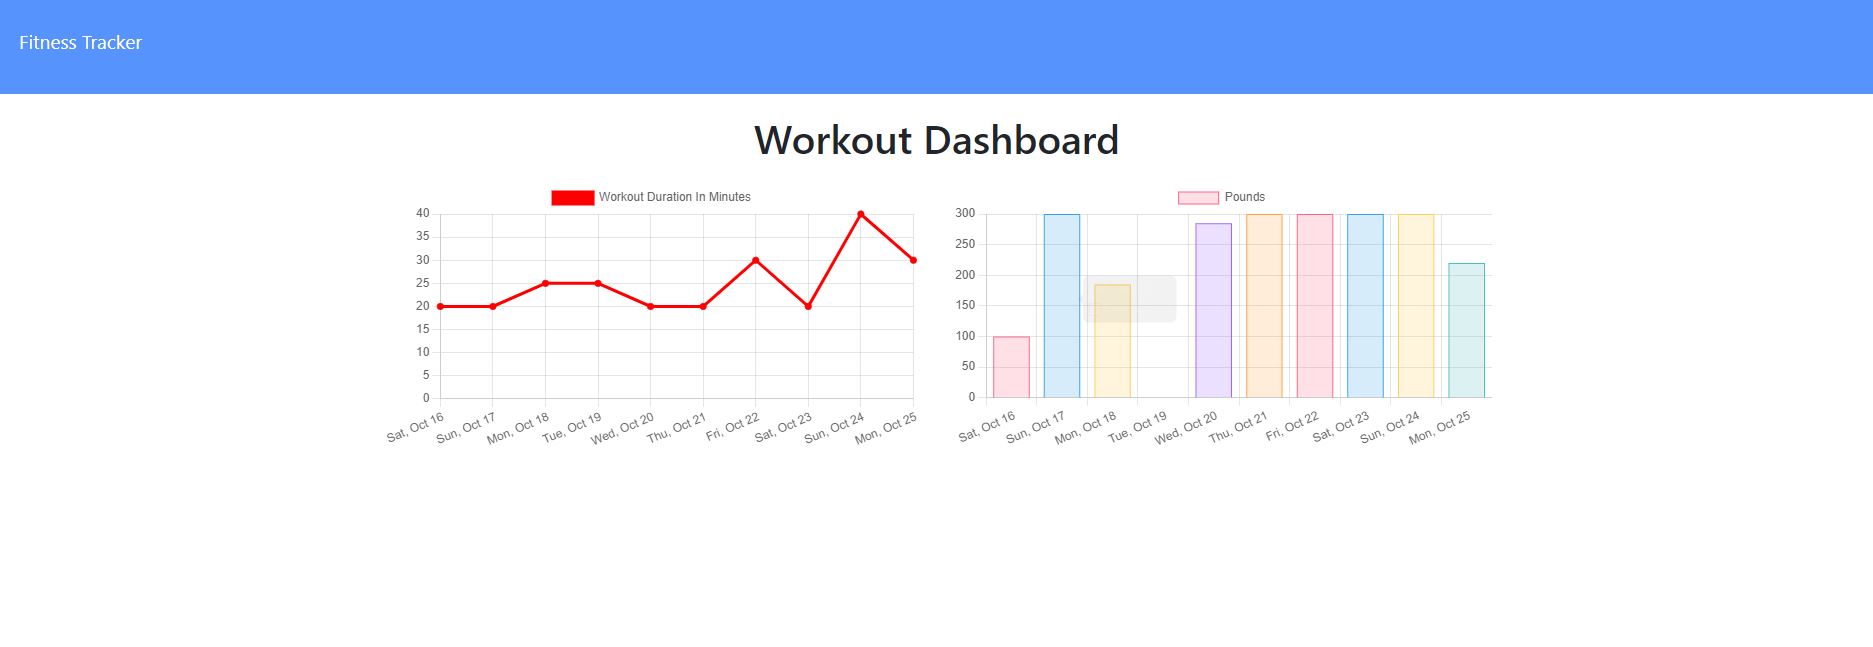 Fitness Tracker
Workout Dashboard
Workout Duration In Minutes
40
35
30
25
20
15
10
5
0
Sat, Oct 16
Sun, Oct 17
Mon, Oct 18
Tue, Oct 19
Wed, Oct 20
Thu, Oct 21
Fri, Oct 22
Sat, Oct 23
Sun, Oct 24
Mon, Oct 25
Pounds
300
250
200
150
100
50
0
Sat, Oct 16
Sun, Oct 17
Mon, Oct 18
Tue, Oct 19
Wed, Oct 20
Thu, Oct 21
Fri, Oct 22
Sat, Oct 23
Sun, Oct 24
Mon, Oct 25